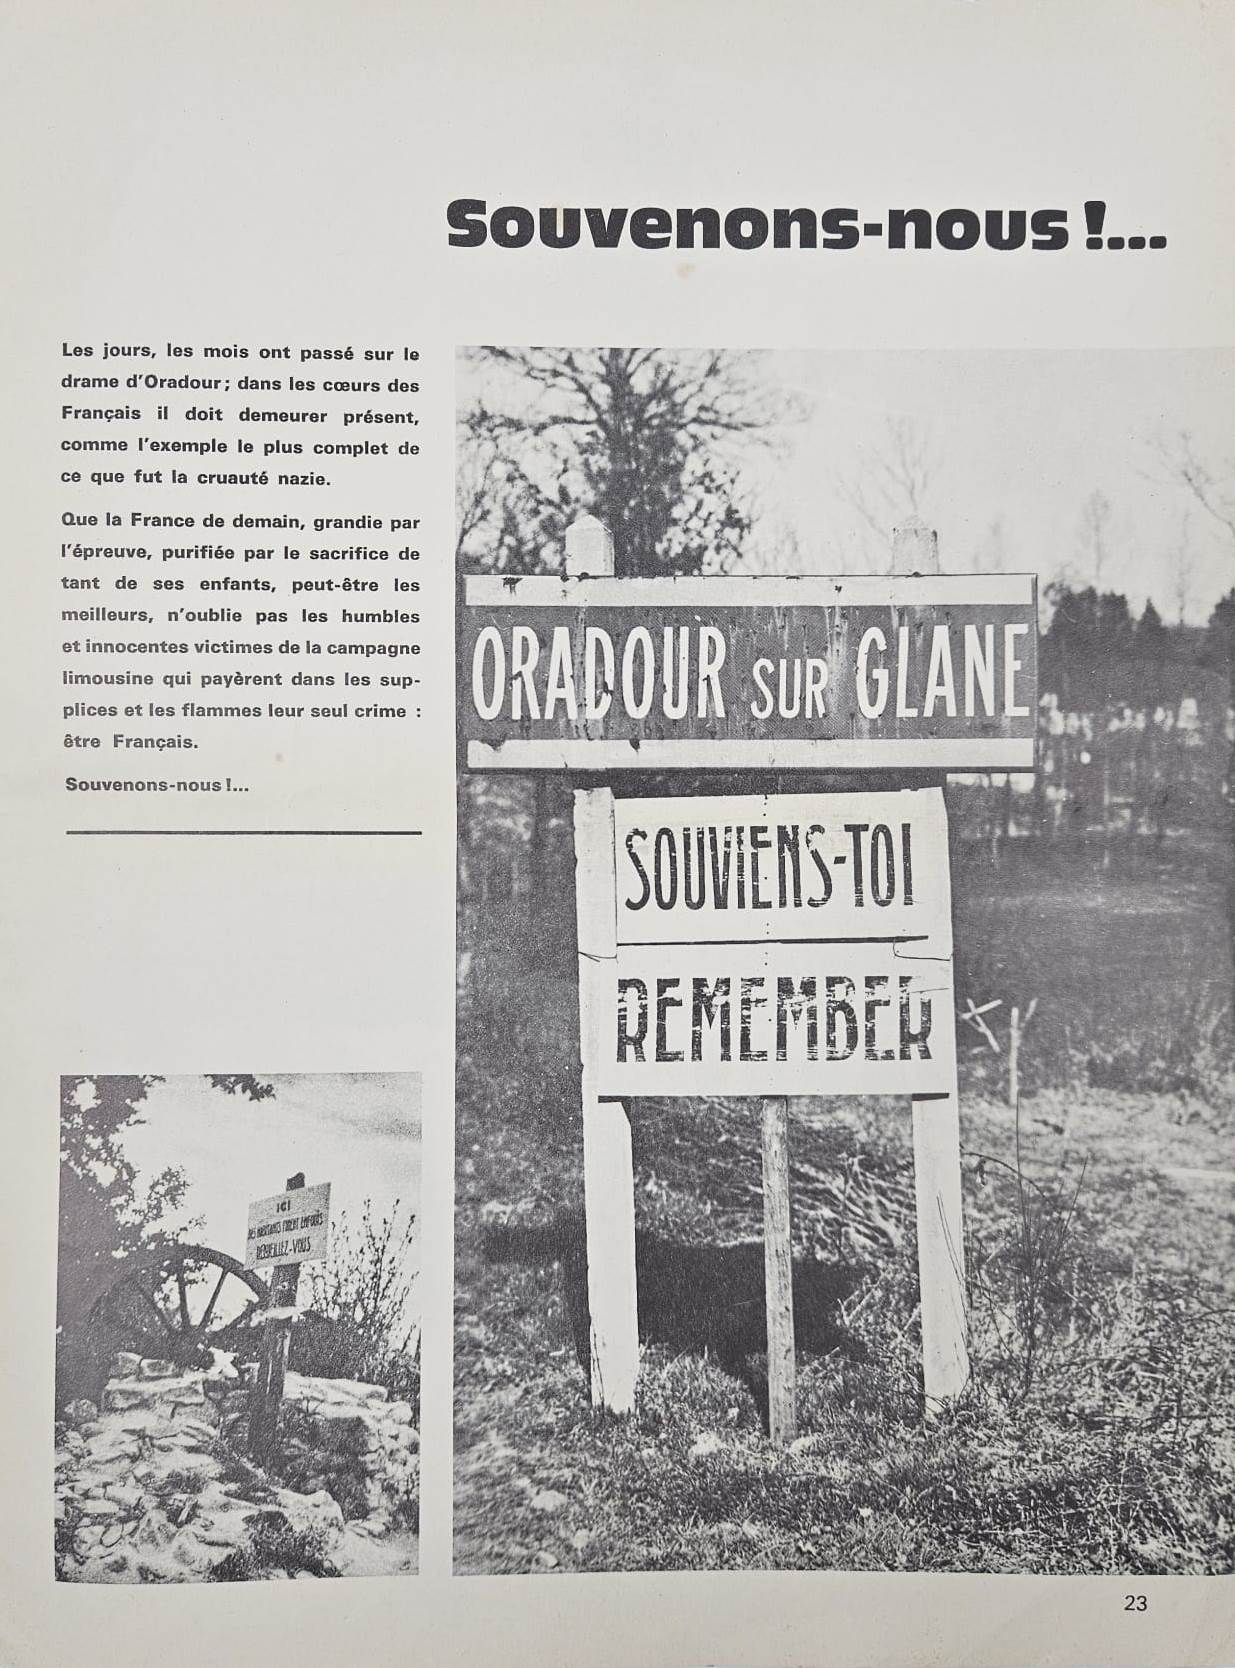 Souvenons-nous !...
Les jours, les mois ont passé sur le
drame d'Oradour ; dans les cœurs des
Français il doit demeurer présent,
comme l'exemple le plus complet de
ce que fut la cruauté nazie.
Que la France de demain, grandie par
l'épreuve, purifiée par le sacrifice de
tant de ses enfants, peut-être les
meilleurs, n'oublie pas les humbles
et innocentes victimes de la campagne
limousine qui payèrent dans les sup-
plices et les flammes leur seul crime :
être Français.
Souvenons-nous !...
ORADOUR SUR GLANE
SOUVIENS-TOI
REMEMBER
ICI
DES HABITANTS FURENT ENFOUIS
RECUEILLEZ-VOUS
23